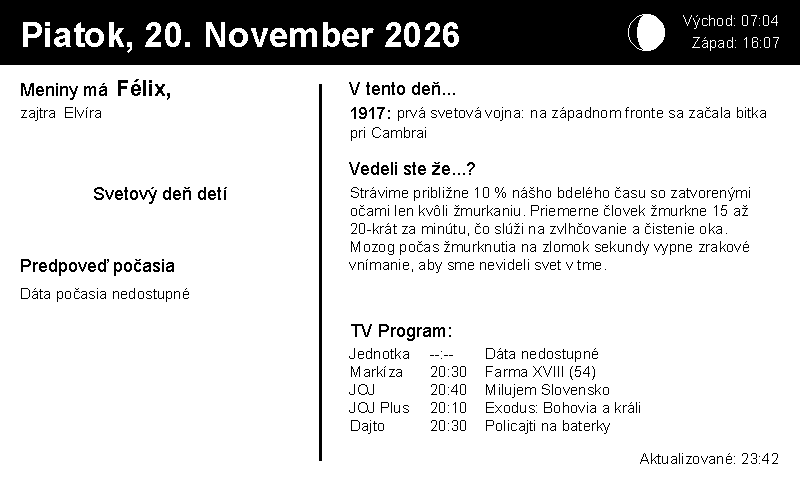 Piatok, 20. November 2026
Východ: 07:04
Západ: 16:07
Meniny má Félix,
zajtra Elvíra
Svetový deň detí
Predpoveď počasia
Dáta počasia nedostupné
V tento deň...
1917: prvá svetová vojna: na západnom fronte sa začala bitka
pri Cambrai
Vedeli ste že...?
Strávime približne 10 % nášho bdelého času so zatvorenými
očami len kvôli žmurkaniu. Priemerne človek žmurkne 15 až
20-krát za minútu, čo slúži na zvlhčovanie a čistenie oka.
Mozog počas žmurknutia na zlomok sekundy vypne zrakové
vnímanie, aby sme nevideli svet v tme.
TV Program:
Jednotka --:-- Dáta nedostupné
Markíza 20:30 Farma XVIII (54)
JOJ 20:40 Milujem Slovensko
JOJ Plus 20:10 Exodus: Bohovia a králi
Dajto 20:30 Policajti na baterky
Aktualizované: 23:42